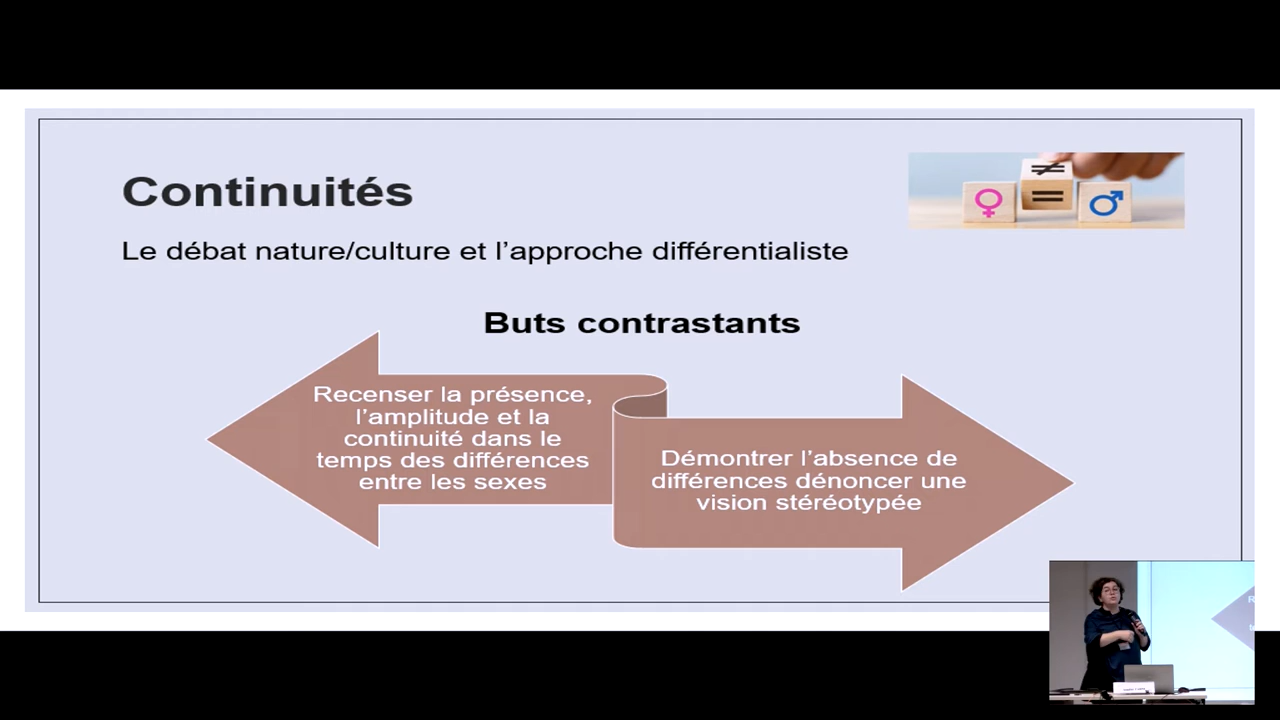 Continuités
Le débat nature/culture et l’approche différentialiste
Buts contrastants
Recenser la présence,
l’amplitude et la
continuité dans le
temps des différences
entre les sexes
Démontrer l’absence de
différences dénoncer une
vision stéréotypée